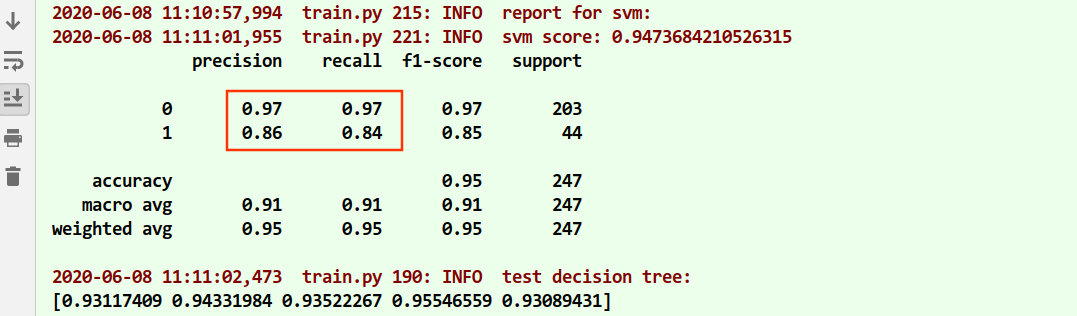 2020-06-08 11:10:57,994  train.py 215: INFO  report for svm:
2020-06-08 11:11:01,955  train.py 221: INFO  svm score: 0.9473684210526315
              precision    recall  f1-score   support

           0       0.97      0.97      0.97       203
           1       0.86      0.84      0.85        44

    accuracy                           0.95       247
   macro avg       0.91      0.91      0.91       247
weighted avg       0.95      0.95      0.95       247

2020-06-08 11:11:02,473  train.py 190: INFO  test decision tree:
[0.93117409 0.94331984 0.93522267 0.95546559 0.93089431]